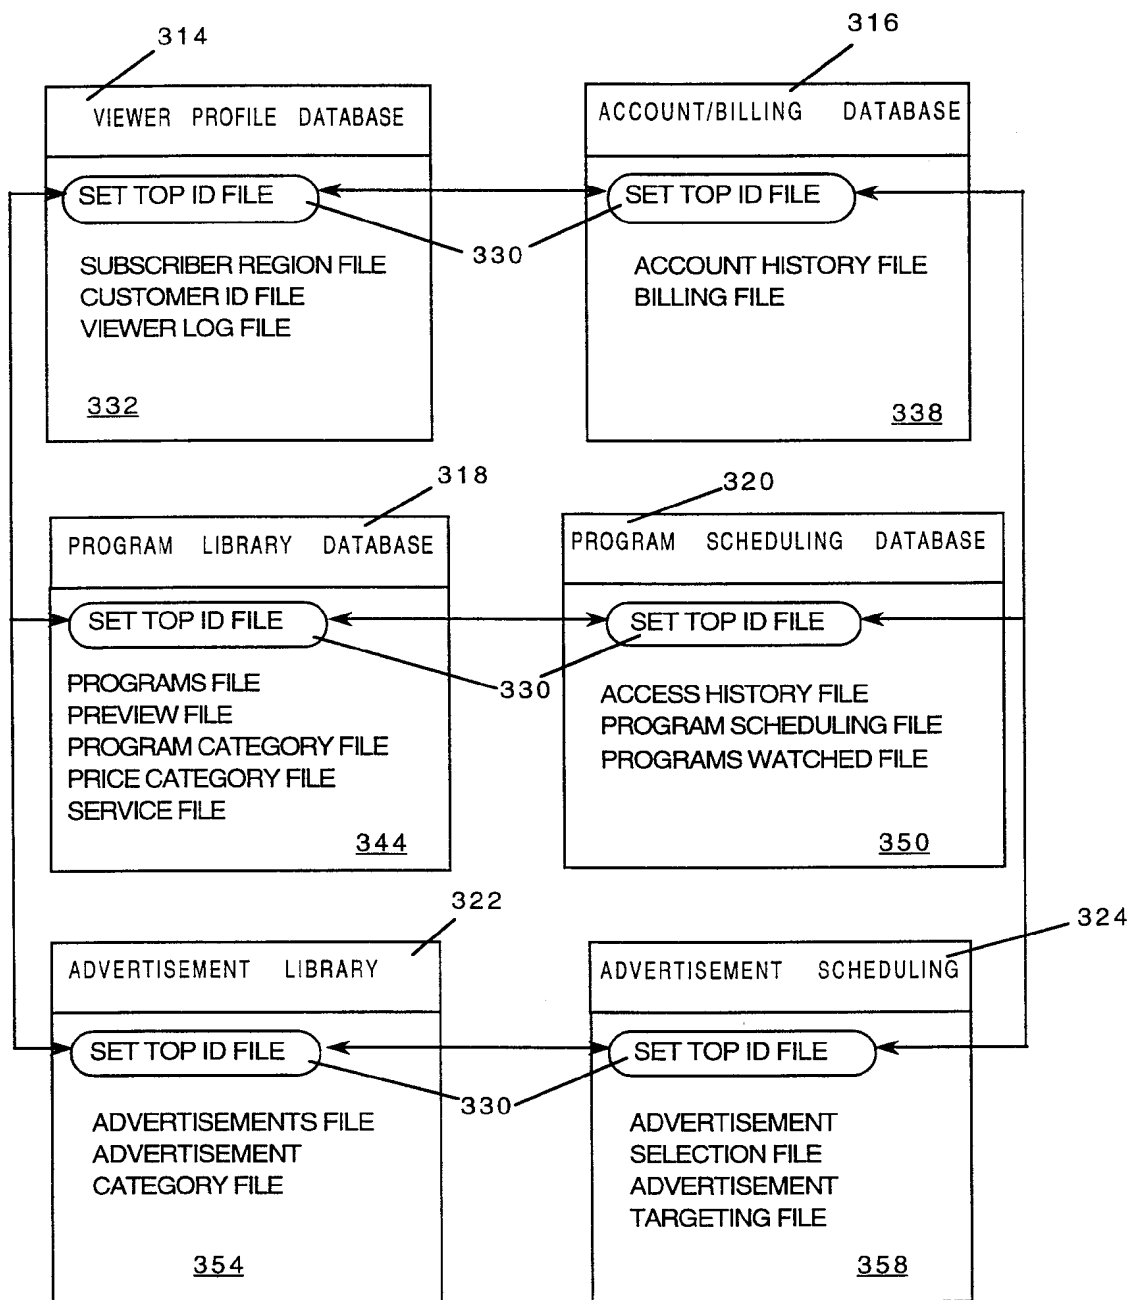 314
316
VIEWER PROFILE DATABASE
ACCOUNT/BILLING DATABASE
SET TOP ID FILE
SET TOP ID FILE
330
SUBSCRIBER REGION FILE
CUSTOMER ID FILE
VIEWER LOG FILE
332
ACCOUNT HISTORY FILE
BILLING FILE
338
318
320
PROGRAM LIBRARY DATABASE
PROGRAM SCHEDULING DATABASE
SET TOP ID FILE
SET TOP ID FILE
330
PROGRAMS FILE
PREVIEW FILE
PROGRAM CATEGORY FILE
PRICE CATEGORY FILE
SERVICE FILE
344
ACCESS HISTORY FILE
PROGRAM SCHEDULING FILE
PROGRAMS WATCHED FILE
350
322
324
ADVERTISEMENT LIBRARY
ADVERTISEMENT SCHEDULING
SET TOP ID FILE
SET TOP ID FILE
330
ADVERTISEMENTS FILE
ADVERTISEMENT
CATEGORY FILE
354
ADVERTISEMENT
SELECTION FILE
ADVERTISEMENT
TARGETING FILE
358